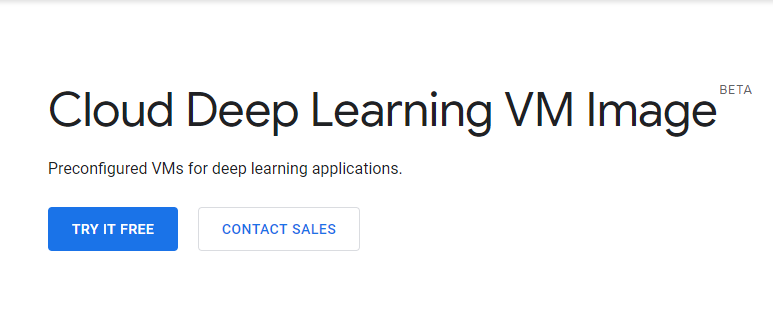 Cloud Deep Learning VM Image BETA
Preconfigured VMs for deep learning applications.
TRY IT FREE CONTACT SALES